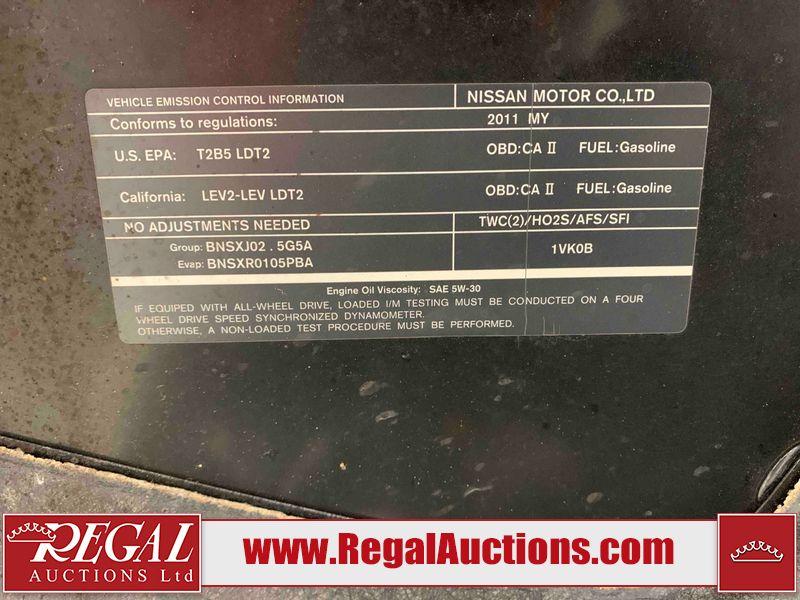 VEHICLE EMISSION CONTROL INFORMATION NISSAN MOTOR CO.,LTD
Conforms to regulations: 2011 MY
U.S. EPA: T2B5 LDT2 OBD:CA II FUEL:Gasoline
California: LEV2-LEV LDT2 OBD:CA II FUEL:Gasoline
NO ADJUSTMENTS NEEDED TWC(2)/HO2S/AFS/SFI
Group: BNSXJ02.5G5A 1VK0B
Evap: BNSXR0105PBA
Engine Oil Viscosity: SAE 5W-30
IF EQUIPED WITH ALL-WHEEL DRIVE, LOADED I/M TESTING MUST BE CONDUCTED ON A FOUR
WHEEL DRIVE SPEED SYNCHRONIZED DYNAMOMETER.
OTHERWISE, A NON-LOADED TEST PROCEDURE MUST BE PERFORMED.
REGAL
AUCTIONS Ltd
www.RegalAuctions.com